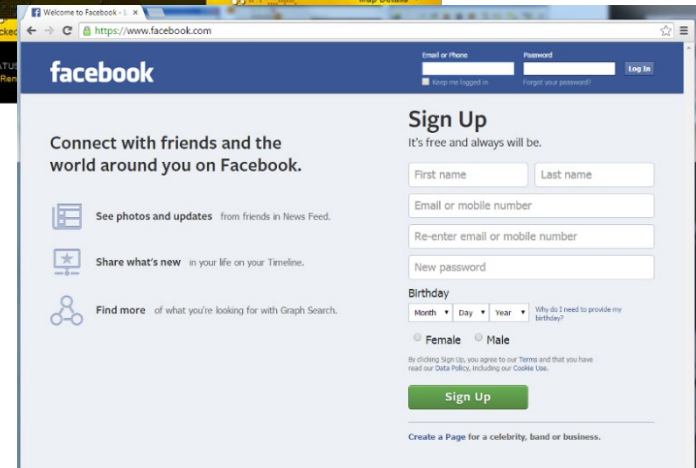 Map Details
Welcome to Facebook - L
https://www.facebook.com
Email or Phone
Password
facebook
Log In
Keep me logged in
Forgot your password?
Connect with friends and the
world around you on Facebook.
See photos and updates from friends in News Feed.
Share what's new in your life on your Timeline.
Find more of what you're looking for with Graph Search.
Sign Up
It's free and always will be.
First name
Last name
Email or mobile number
Re-enter email or mobile number
New password
Birthday
Month
Day
Year
Why do I need to provide my
birthday?
Female
Male
By clicking Sign Up, you agree to our Terms and that you have
read our Data Policy, including our Cookie Use.
Sign Up
Create a Page for a celebrity, band or business.